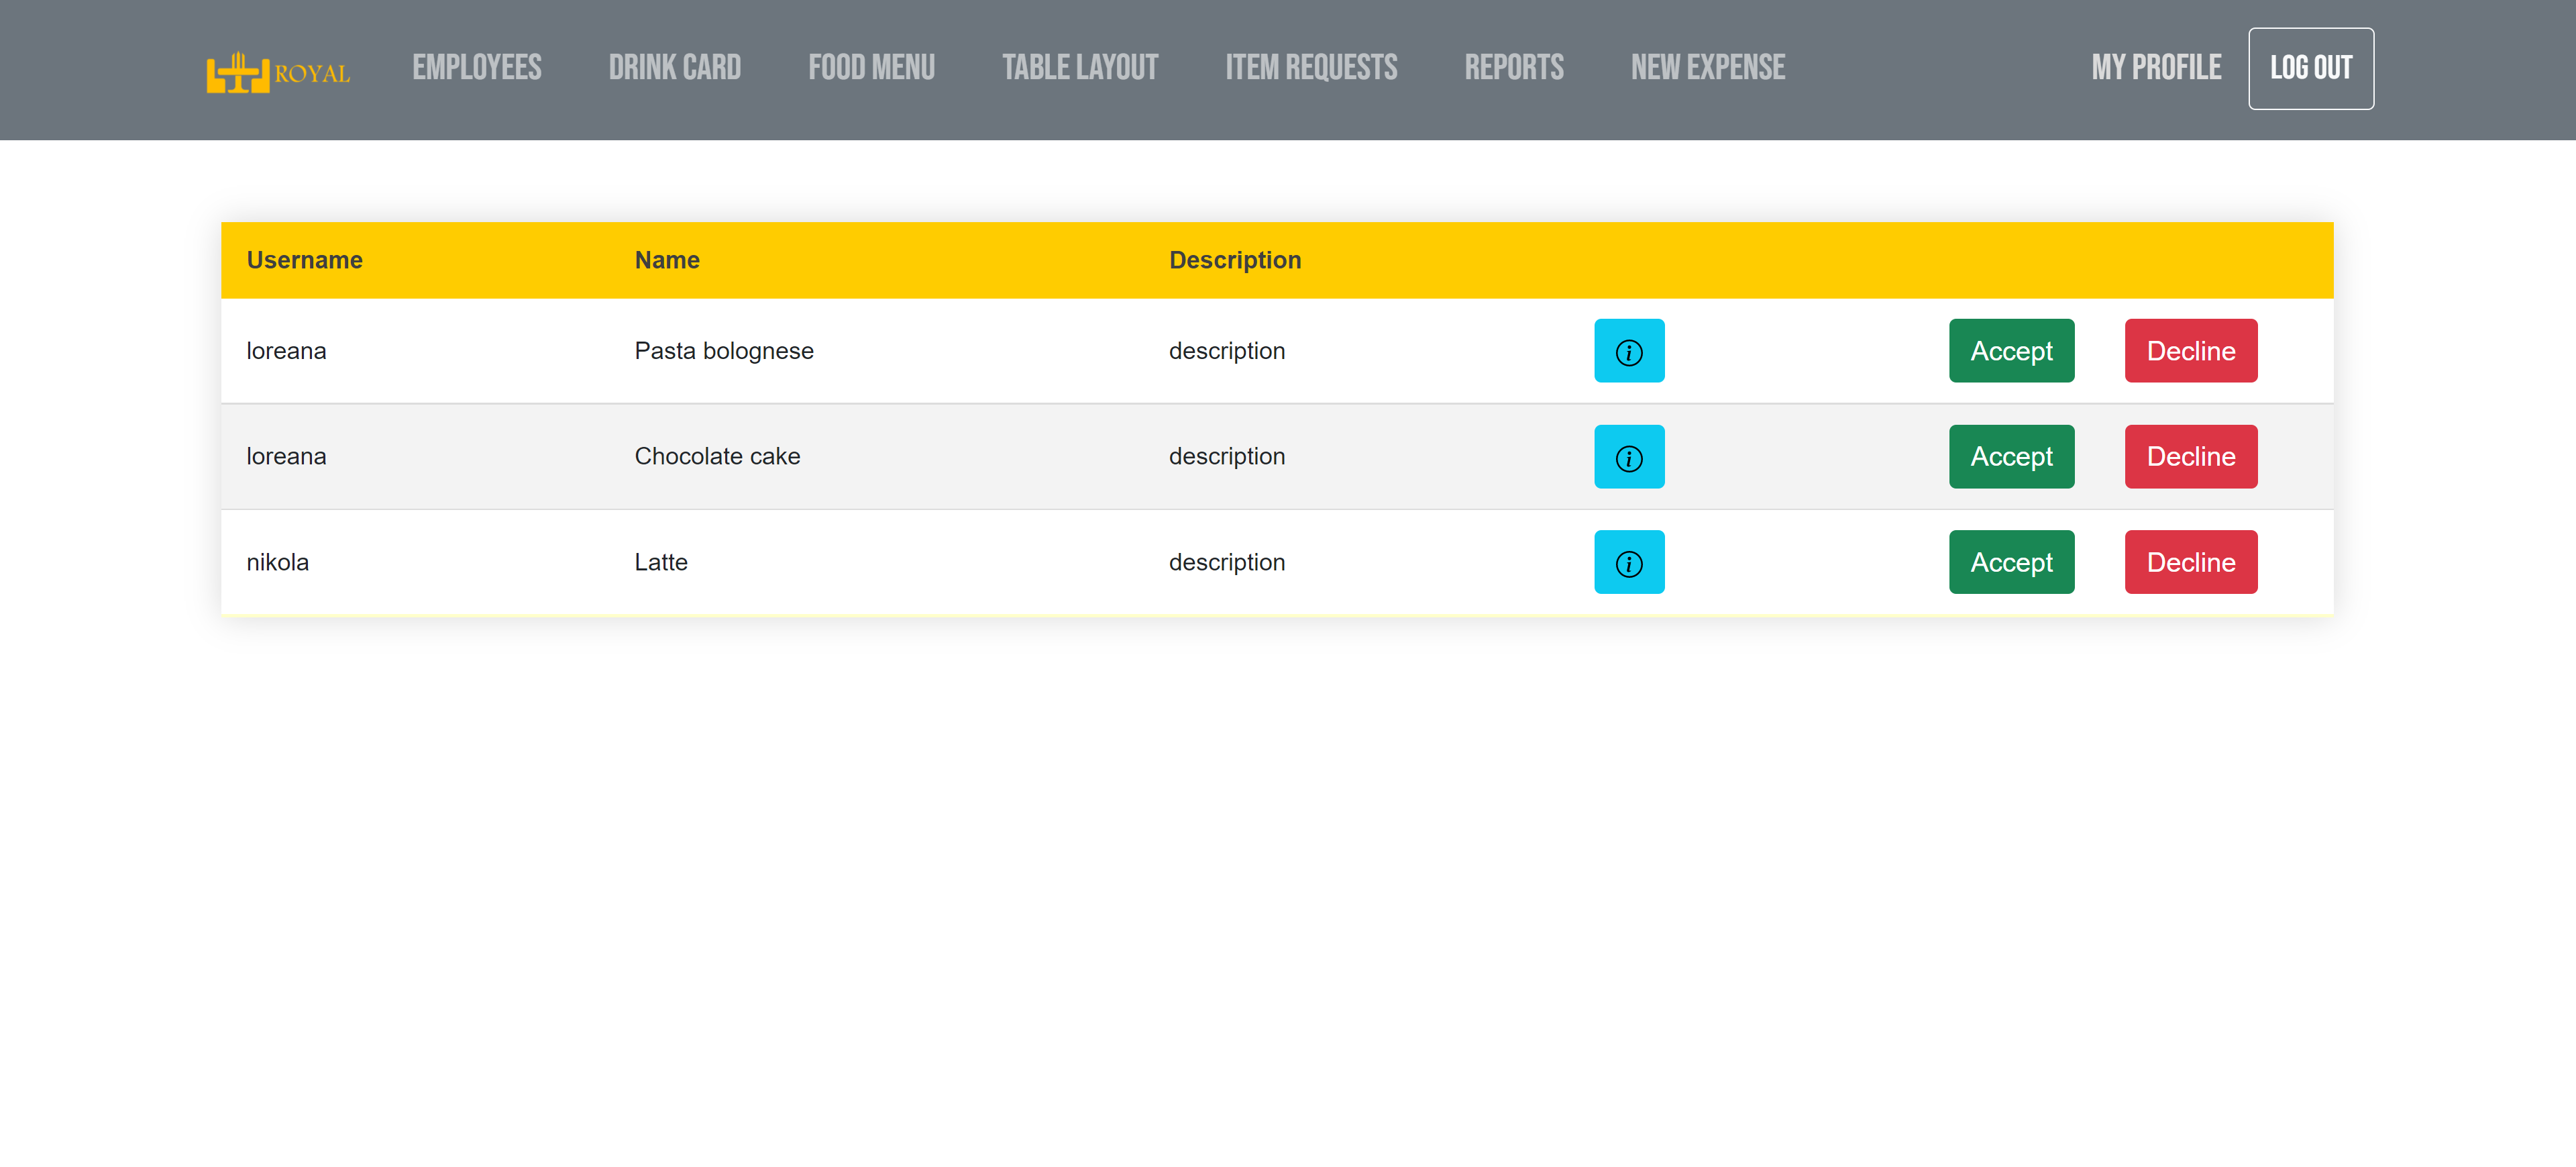 ROYAL EMPLOYEES DRINK CARD FOOD MENU TABLE LAYOUT ITEM REQUESTS REPORTS NEW EXPENSE MY PROFILE LOG OUT
Username Name Description
loreana Pasta bolognese description i Accept Decline
loreana Chocolate cake description i Accept Decline
nikola Latte description i Accept Decline